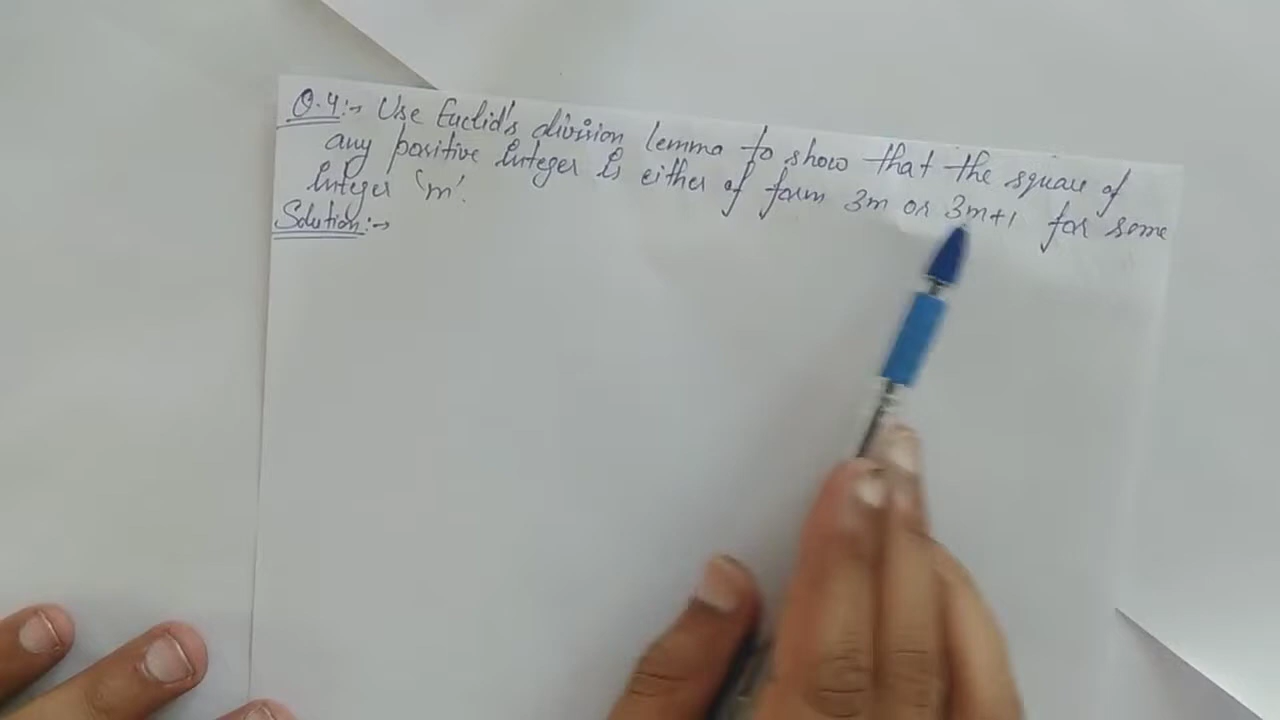 Q.4:→ Use Euclid's division lemma to show that the square of
any positive Integer is either of form 3m or 3m+1 for some
Integer 'm'.
Solution:→